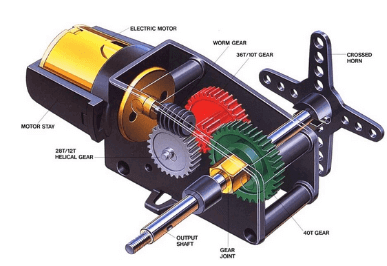 ELECTRIC MOTOR
WORM GEAR
36T/10T GEAR
CROSSED
HORN
MOTOR STAY
28T/12T
HELICAL GEAR
OUTPUT
SHAFT
GEAR
JOINT
40T GEAR